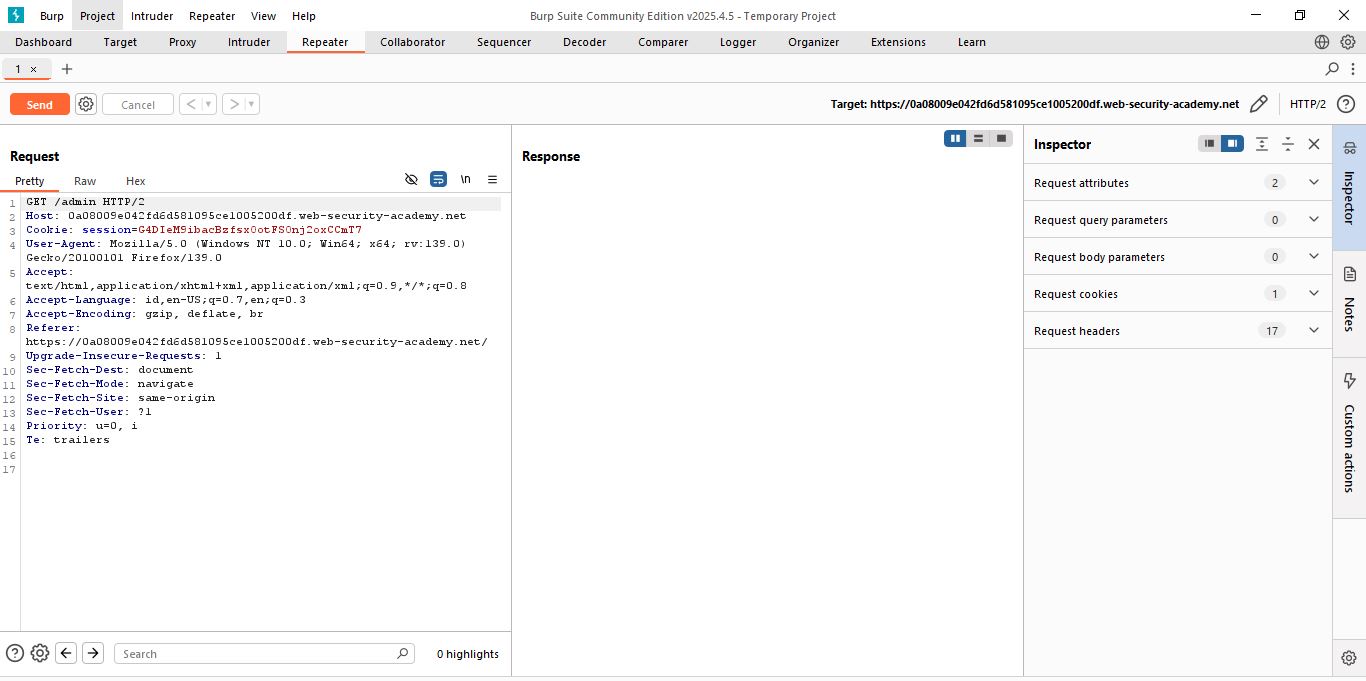 Burp Project Intruder Repeater View Help Burp Suite Community Edition v2025.4.5 - Temporary Project
Dashboard Target Proxy Intruder Repeater Collaborator Sequencer Decoder Comparer Logger Organizer Extensions Learn
1 × +
Send Cancel < > Target: https://0a08009e042fd6d581095ce1005200df.web-security-academy.net HTTP/2
Request
Pretty Raw Hex \n
1 GET /admin HTTP/2
2 Host: 0a08009e042fd6d581095ce1005200df.web-security-academy.net
3 Cookie: session=G4DIeM9ibacBzfsx0otFS0nj2oxCCmT7
4 User-Agent: Mozilla/5.0 (Windows NT 10.0; Win64; x64; rv:139.0)
Gecko/20100101 Firefox/139.0
5 Accept:
text/html,application/xhtml+xml,application/xml;q=0.9,*/*;q=0.8
6 Accept-Language: id,en-US;q=0.7,en;q=0.3
7 Accept-Encoding: gzip, deflate, br
8 Referer:
https://0a08009e042fd6d581095ce1005200df.web-security-academy.net/
9 Upgrade-Insecure-Requests: 1
10 Sec-Fetch-Dest: document
11 Sec-Fetch-Mode: navigate
12 Sec-Fetch-Site: same-origin
13 Sec-Fetch-User: ?1
14 Priority: u=0, i
15 Te: trailers
16
17
Search 0 highlights
Response
Inspector
Request attributes 2
Request query parameters 0
Request body parameters 0
Request cookies 1
Request headers 17
Inspector
Notes
Custom actions